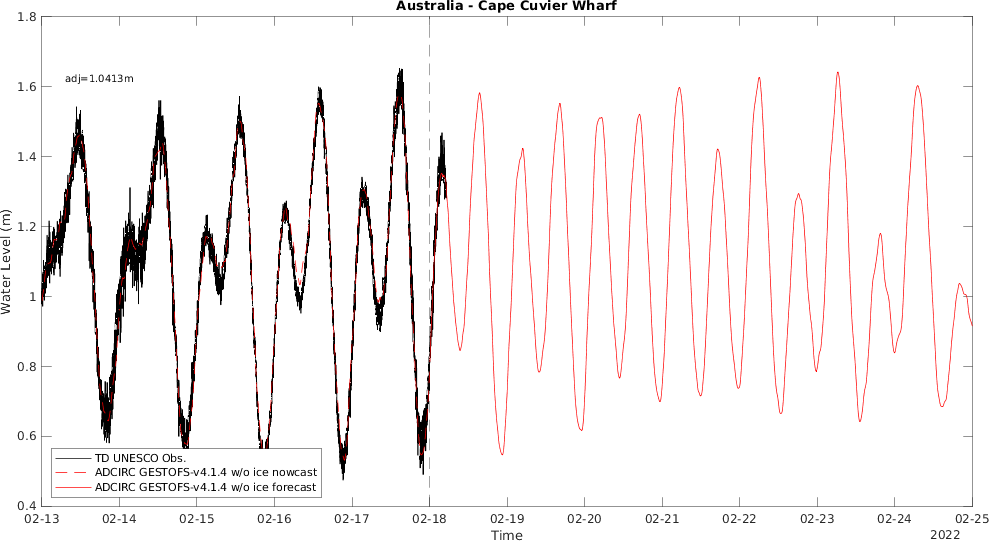 Australia - Cape Cuvier Wharf
1.8
1.6
1.4
1.2
1
0.8
0.6
0.4
Water Level (m)
adj=1.0413m
TD UNESCO Obs.
ADCIRC GESTOFS-v4.1.4 w/o ice nowcast
ADCIRC GESTOFS-v4.1.4 w/o ice forecast
02-13 02-14 02-15 02-16 02-17 02-18 02-19 02-20 02-21 02-22 02-23 02-24 02-25
Time
2022